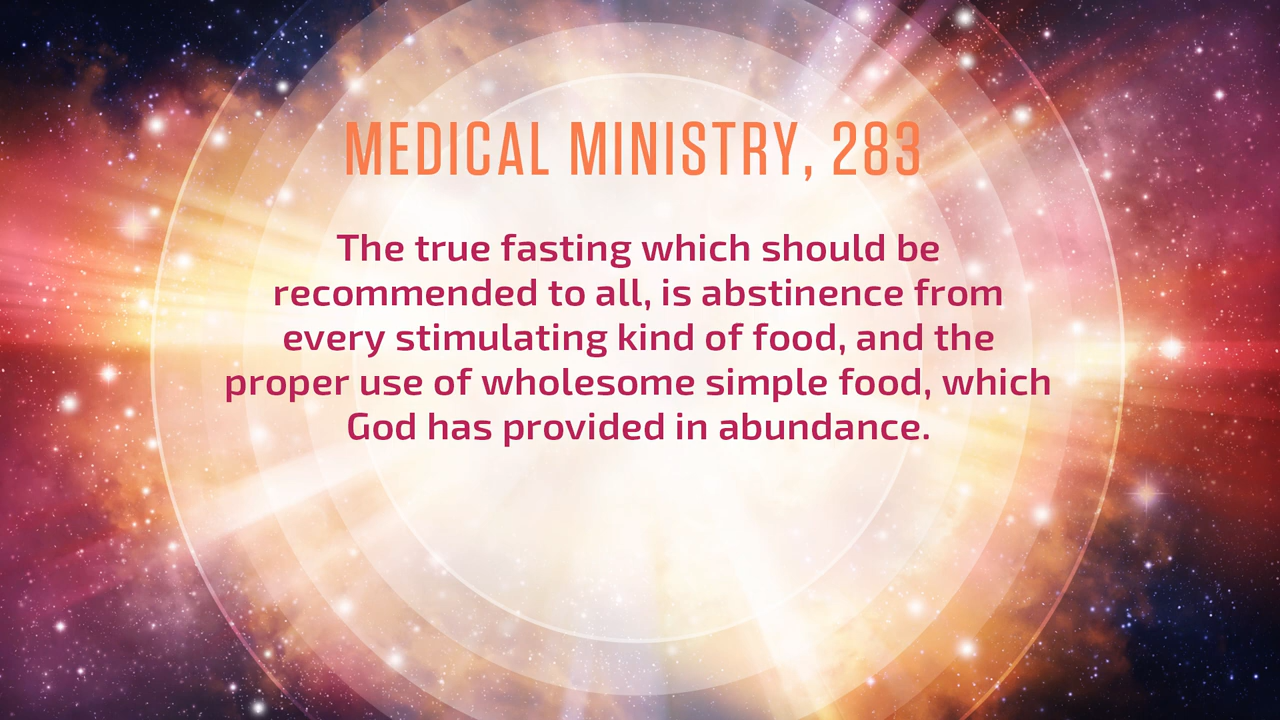 MEDICAL MINISTRY, 283
The true fasting which should be
recommended to all, is abstinence from
every stimulating kind of food, and the
proper use of wholesome simple food, which
God has provided in abundance.